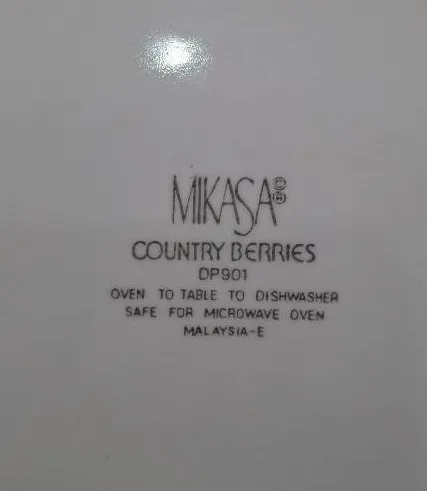 MIKASA©®
COUNTRY BERRIES
DP901
OVEN TO TABLE TO DISHWASHER
SAFE FOR MICROWAVE OVEN
MALAYSIA-E